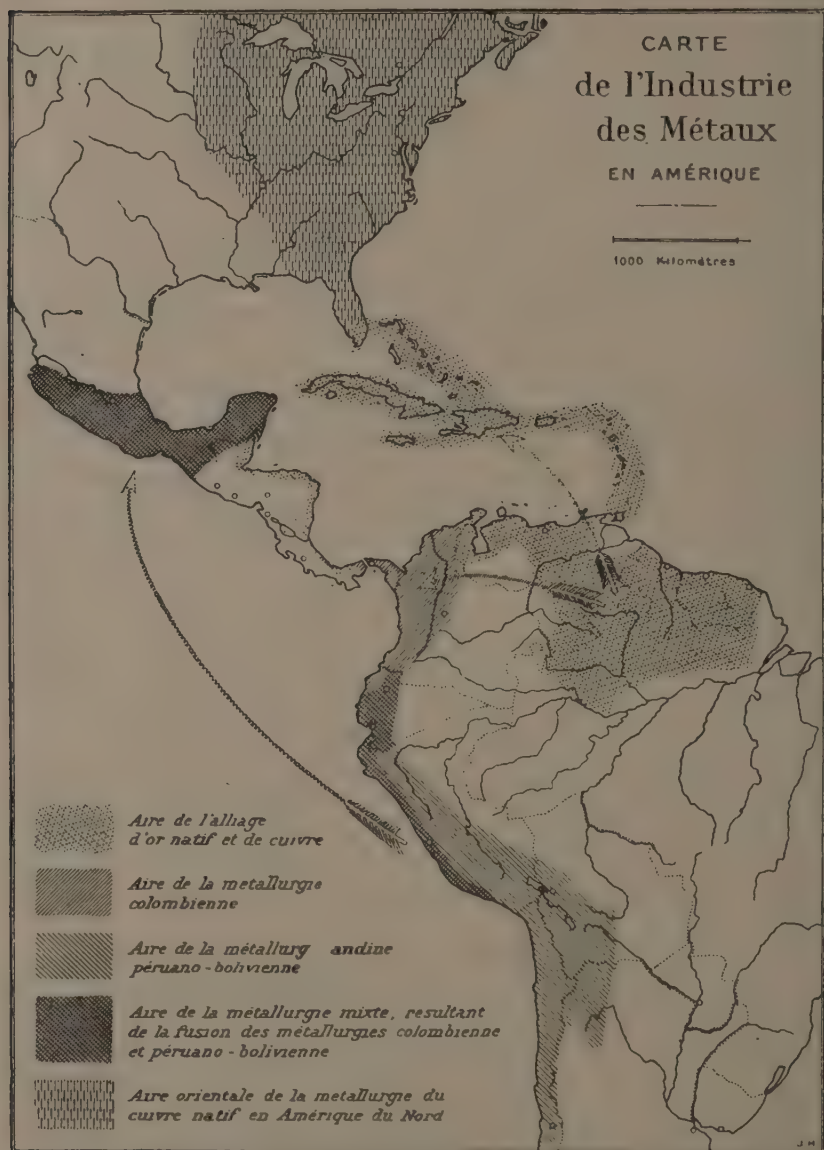 CARTE
de l'Industrie
des Métaux
EN AMÉRIQUE
1000 Kilomètres
Aire de l'alliage
d'or natif et de cuivre
Aire de la metallurgie
colombienne
Aire de la métallurg andine
péruano-bolivienne
Aire de la métallurgie mixte, resultant
de la fusion des métallurgies colombienne
et péruano-bolivienne
Aire orientale de la metallurgie du
cuivre natif en Amérique du Nord
J H